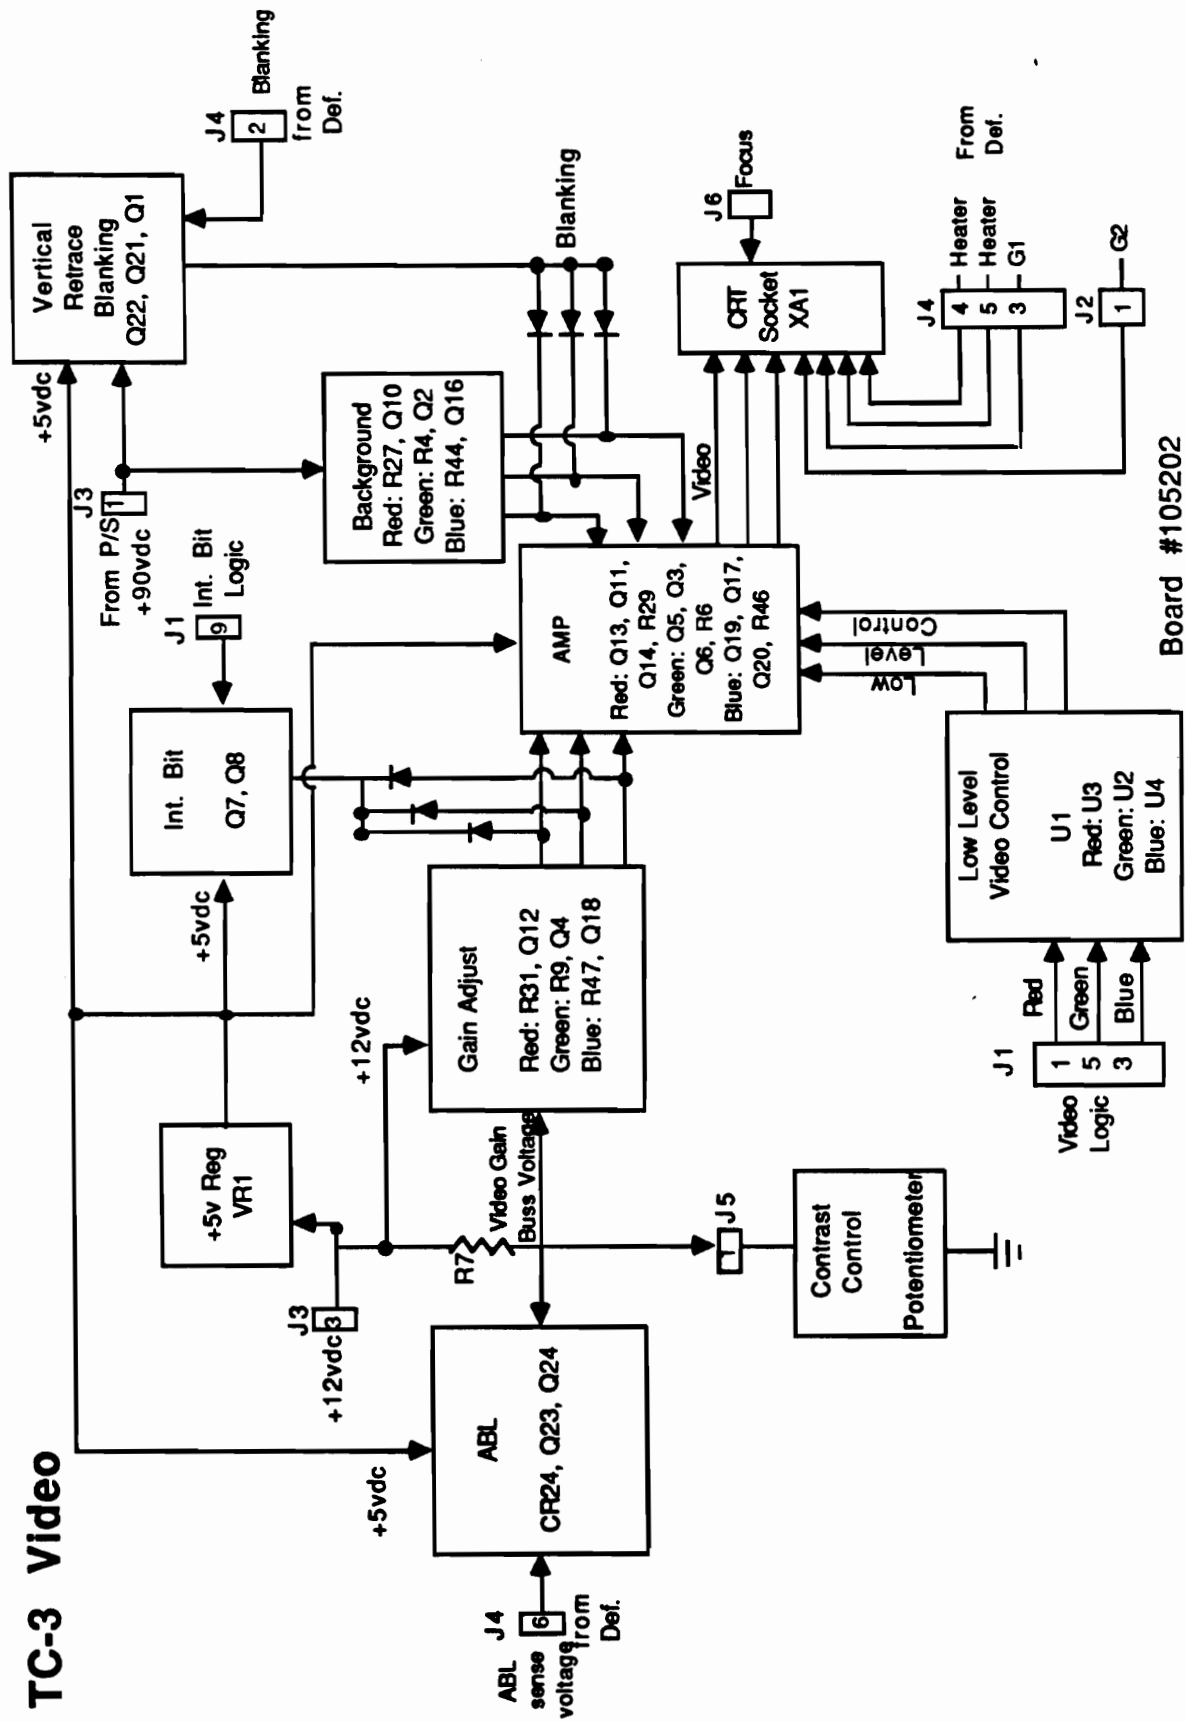 TC-3 Video
J4
6
ABL
sense
voltage
from
Def.
+5vdc
ABL
CR24, Q23, Q24
J3
3
+12vdc
+5v Reg
VR1
R7
Video Gain
Buss Voltage
J5
1
Contrast
Control
Potentiometer
+12vdc
Gain Adjust
Red: R31, Q12
Green: R9, Q4
Blue: R47, Q18
+5vdc
Int. Bit
Q7, Q8
J1
9
Int. Bit
Logic
J1
1
5
3
Video
Logic
Red
Green
Blue
Low Level
Video Control
U1
Red: U3
Green: U2
Blue: U4
Low
Level
Control
AMP
Red: Q13, Q11,
Q14, R29
Green: Q5, Q3,
Q6, R6
Blue: Q19, Q17,
Q20, R46
J3
1
From P/S
+90vdc
Background
Red: R27, Q10
Green: R4, Q2
Blue: R44, Q16
+5vdc
Vertical
Retrace
Blanking
Q22, Q21, Q1
J4
2
Blanking
from
Def.
Blanking
Video
CRT
Socket
XA1
J6
Focus
J4
4
Heater
5
Heater
3
G1
From
Def.
J2
1
G2
Board #105202